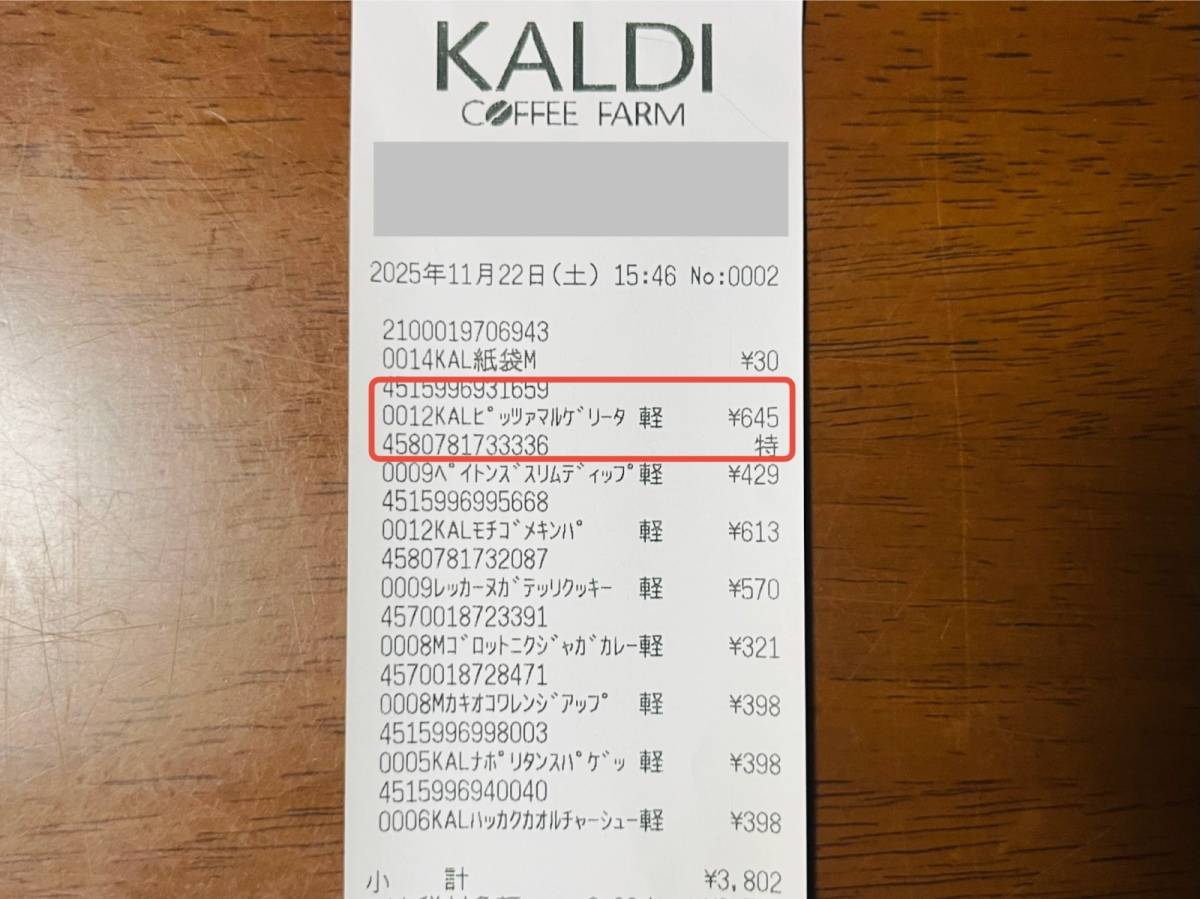 KALDI
COFFEE FARM
2025年11月22日(土) 15:46 No:0002
2100019706943
0014KAL紙袋M ¥30
4515996931659
0012KALﾋﾟｯﾂｧﾏﾙｹﾞﾘｰﾀ 軽 ¥645
4580781733336 特
0009ﾍﾟｲﾄﾝｽﾞｽﾘﾑﾃﾞｨｯﾌﾟ軽 ¥429
4515996995668
0012KALﾓﾁｺﾞﾒｷﾝﾊﾟ 軽 ¥613
4580781732087
0009ﾚｯｶｰﾇｶﾞﾃｯﾘｸｯｷｰ 軽 ¥570
4570018723391
0008Mｺﾞﾛｯﾄﾆｸｼﾞｬｶﾞｶﾚｰ軽 ¥321
4570018728471
0008Mｶｷｵｺﾜﾚﾝｼﾞｱｯﾌﾟ 軽 ¥398
4515996998003
0005KALﾅﾎﾟﾘﾀﾝｽﾊﾟｹﾞｯ 軽 ¥398
4515996940040
0006KALﾊｯｶｸｶｵﾙﾁｬｰｼｭｰ軽 ¥398
小 計 ¥3,802